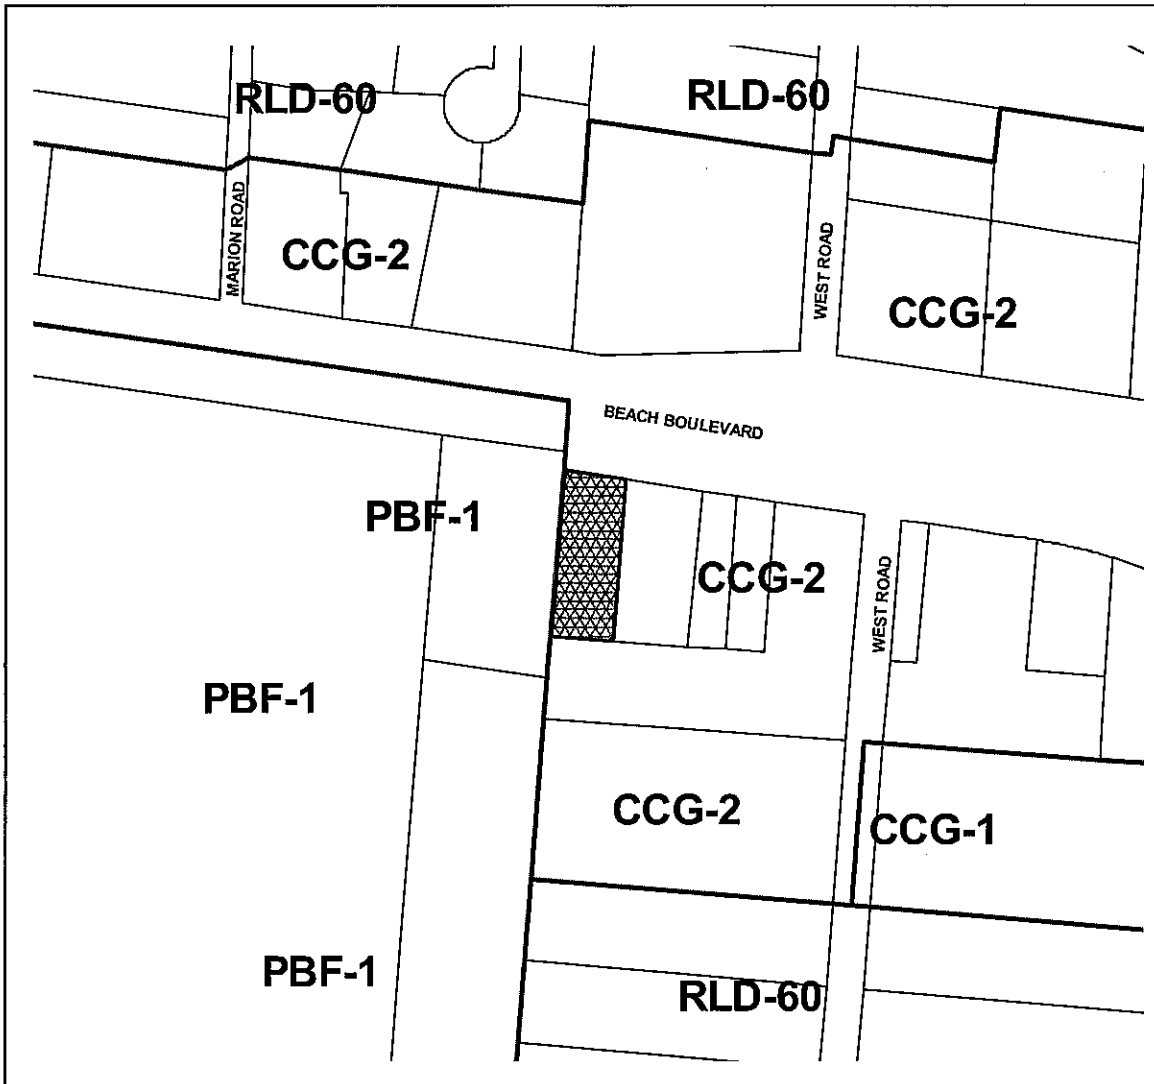 RLD-60
RLD-60
MARION ROAD
CCG-2
WEST ROAD
CCG-2
BEACH BOULEVARD
PBF-1
CCG-2
WEST ROAD
PBF-1
CCG-2
CCG-1
PBF-1
RLD-60